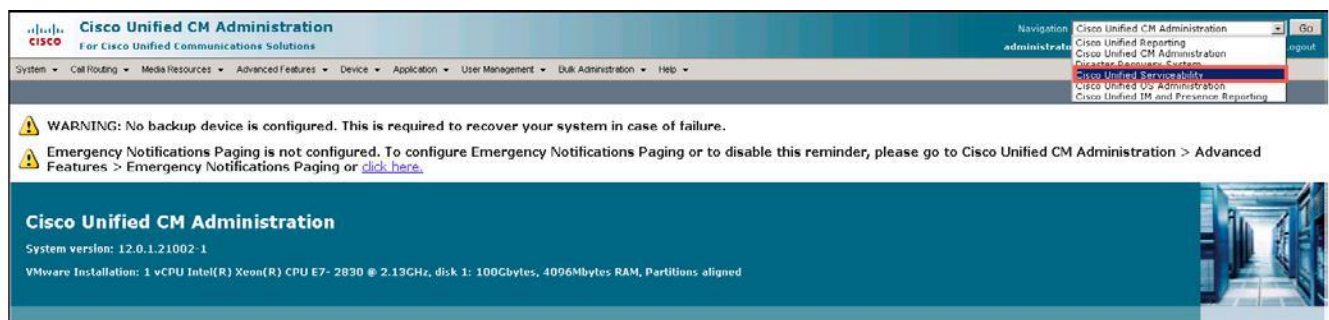 Cisco Unified CM Administration
CISCO
For Cisco Unified Communications Solutions
Navigation Cisco Unified CM Administration Go
Cisco Unified Reporting
Cisco Unified CM Administration
Disaster Recovery System
Cisco Unified Serviceability
Cisco Unified OS Administration
Cisco Unified IM and Presence Reporting
administrato
ogout
System Call Routing Media Resources Advanced Features Device Application User Management Bulk Administration Help
WARNING: No backup device is configured. This is required to recover your system in case of failure.
Emergency Notifications Paging is not configured. To configure Emergency Notifications Paging or to disable this reminder, please go to Cisco Unified CM Administration > Advanced
Features > Emergency Notifications Paging or click here.
Cisco Unified CM Administration
System version: 12.0.1.21002-1
VMware Installation: 1 vCPU Intel(R) Xeon(R) CPU E7- 2830 @ 2.13GHz, disk 1: 100Gbytes, 4096Mbytes RAM, Partitions aligned